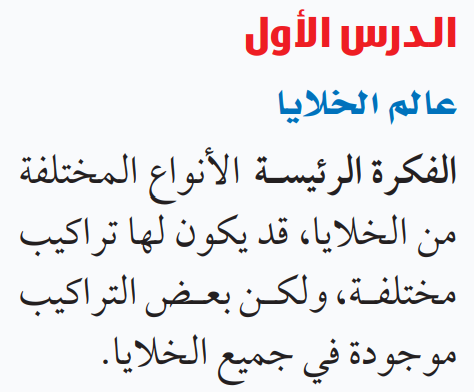 الدرس الأول
عالم الخلايا
الفكرة الرئيسة الأنواع المختلفة
من الخلايا، قد يكون لها تراكيب
مختلفة، ولكن بعض التراكيب
موجودة في جميع الخلايا.